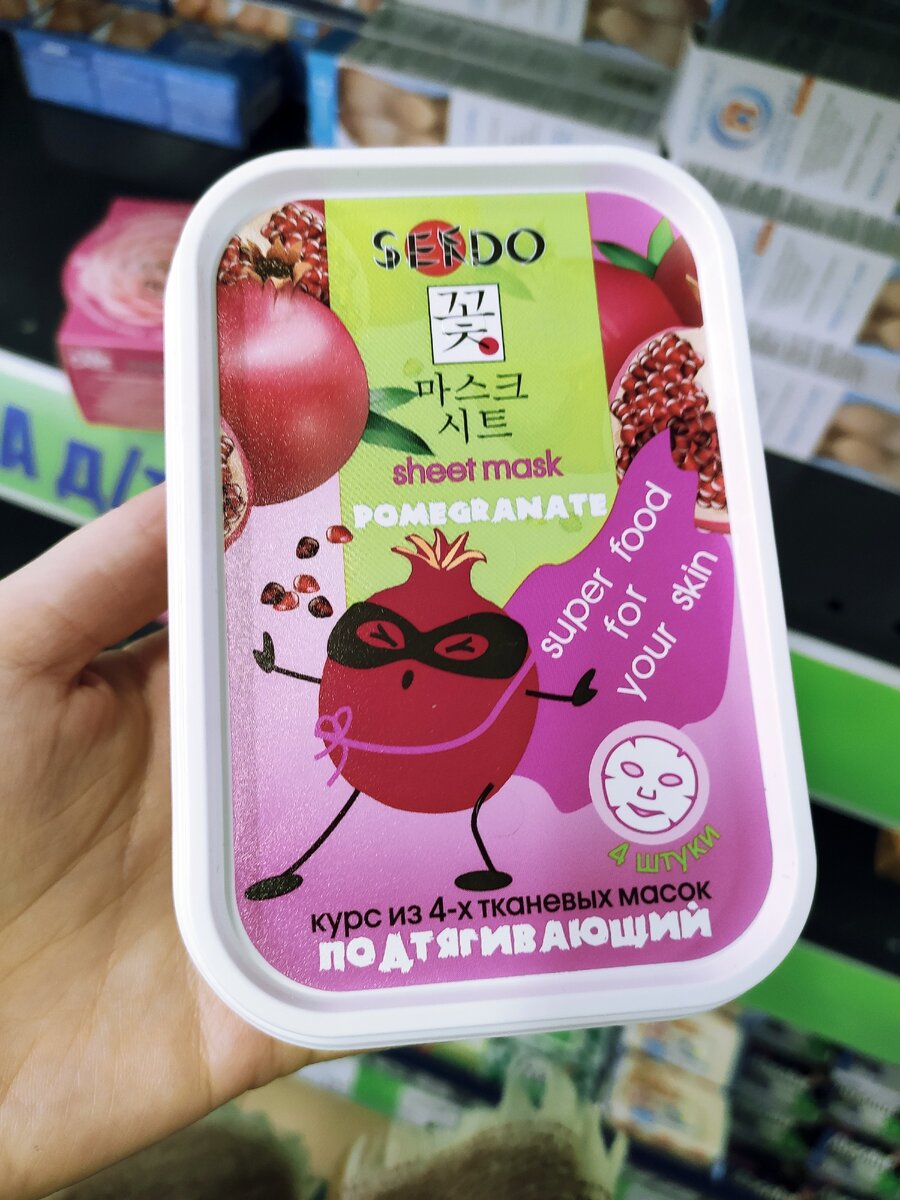 SENDO
꽃
마스크
시트
sheet mask
POMEGRANATE
super food
for
your skin
4 штуки
курс из 4-х тканевых масок
ПОДТЯГИВАЮЩИЙ
А Д/